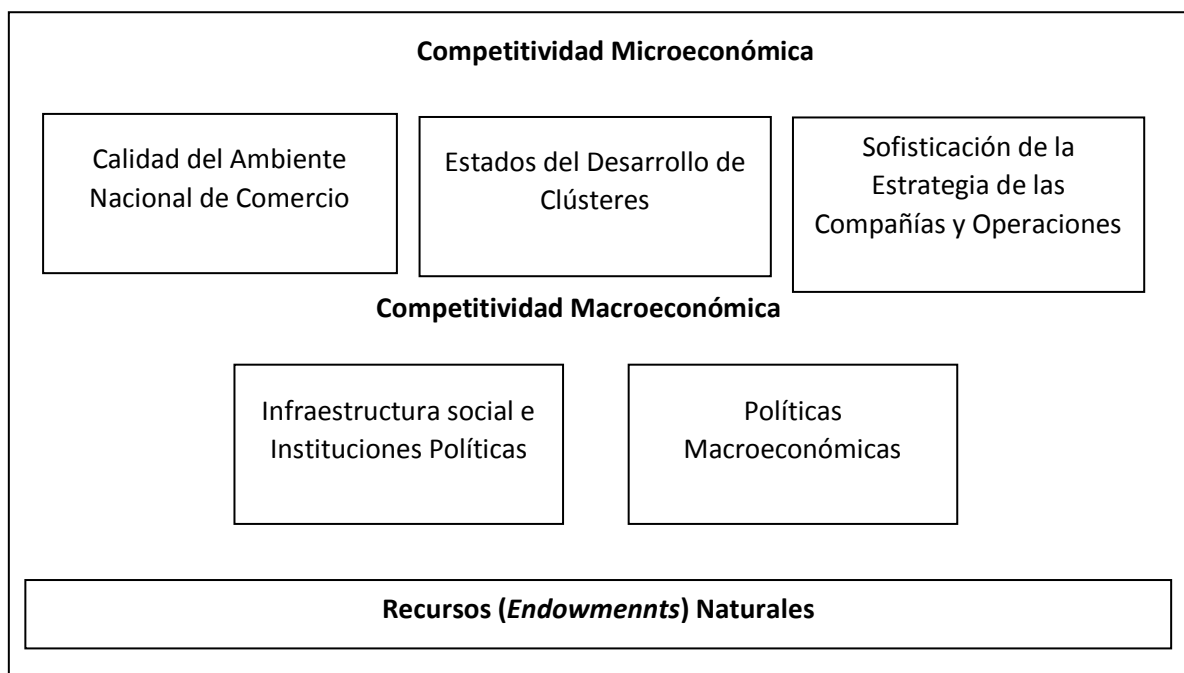 Competitividad Microeconómica
Calidad del Ambiente
Nacional de Comercio
Estados del Desarrollo de
Clústeres
Sofisticación de la
Estrategia de las
Compañías y Operaciones
Competitividad Macroeconómica
Infraestructura social e
Instituciones Políticas
Políticas
Macroeconómicas
Recursos (Endowmennts) Naturales